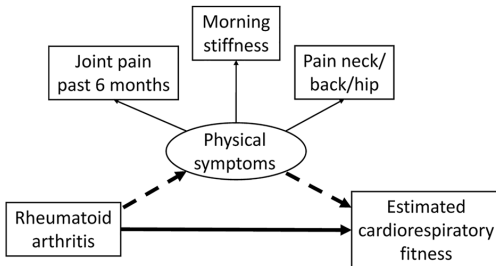 Morning
stiffness
Joint pain
past 6 months
Pain neck/
back/hip
Physical
symptoms
Rheumatoid
arthritis
Estimated
cardiorespiratory
fitness